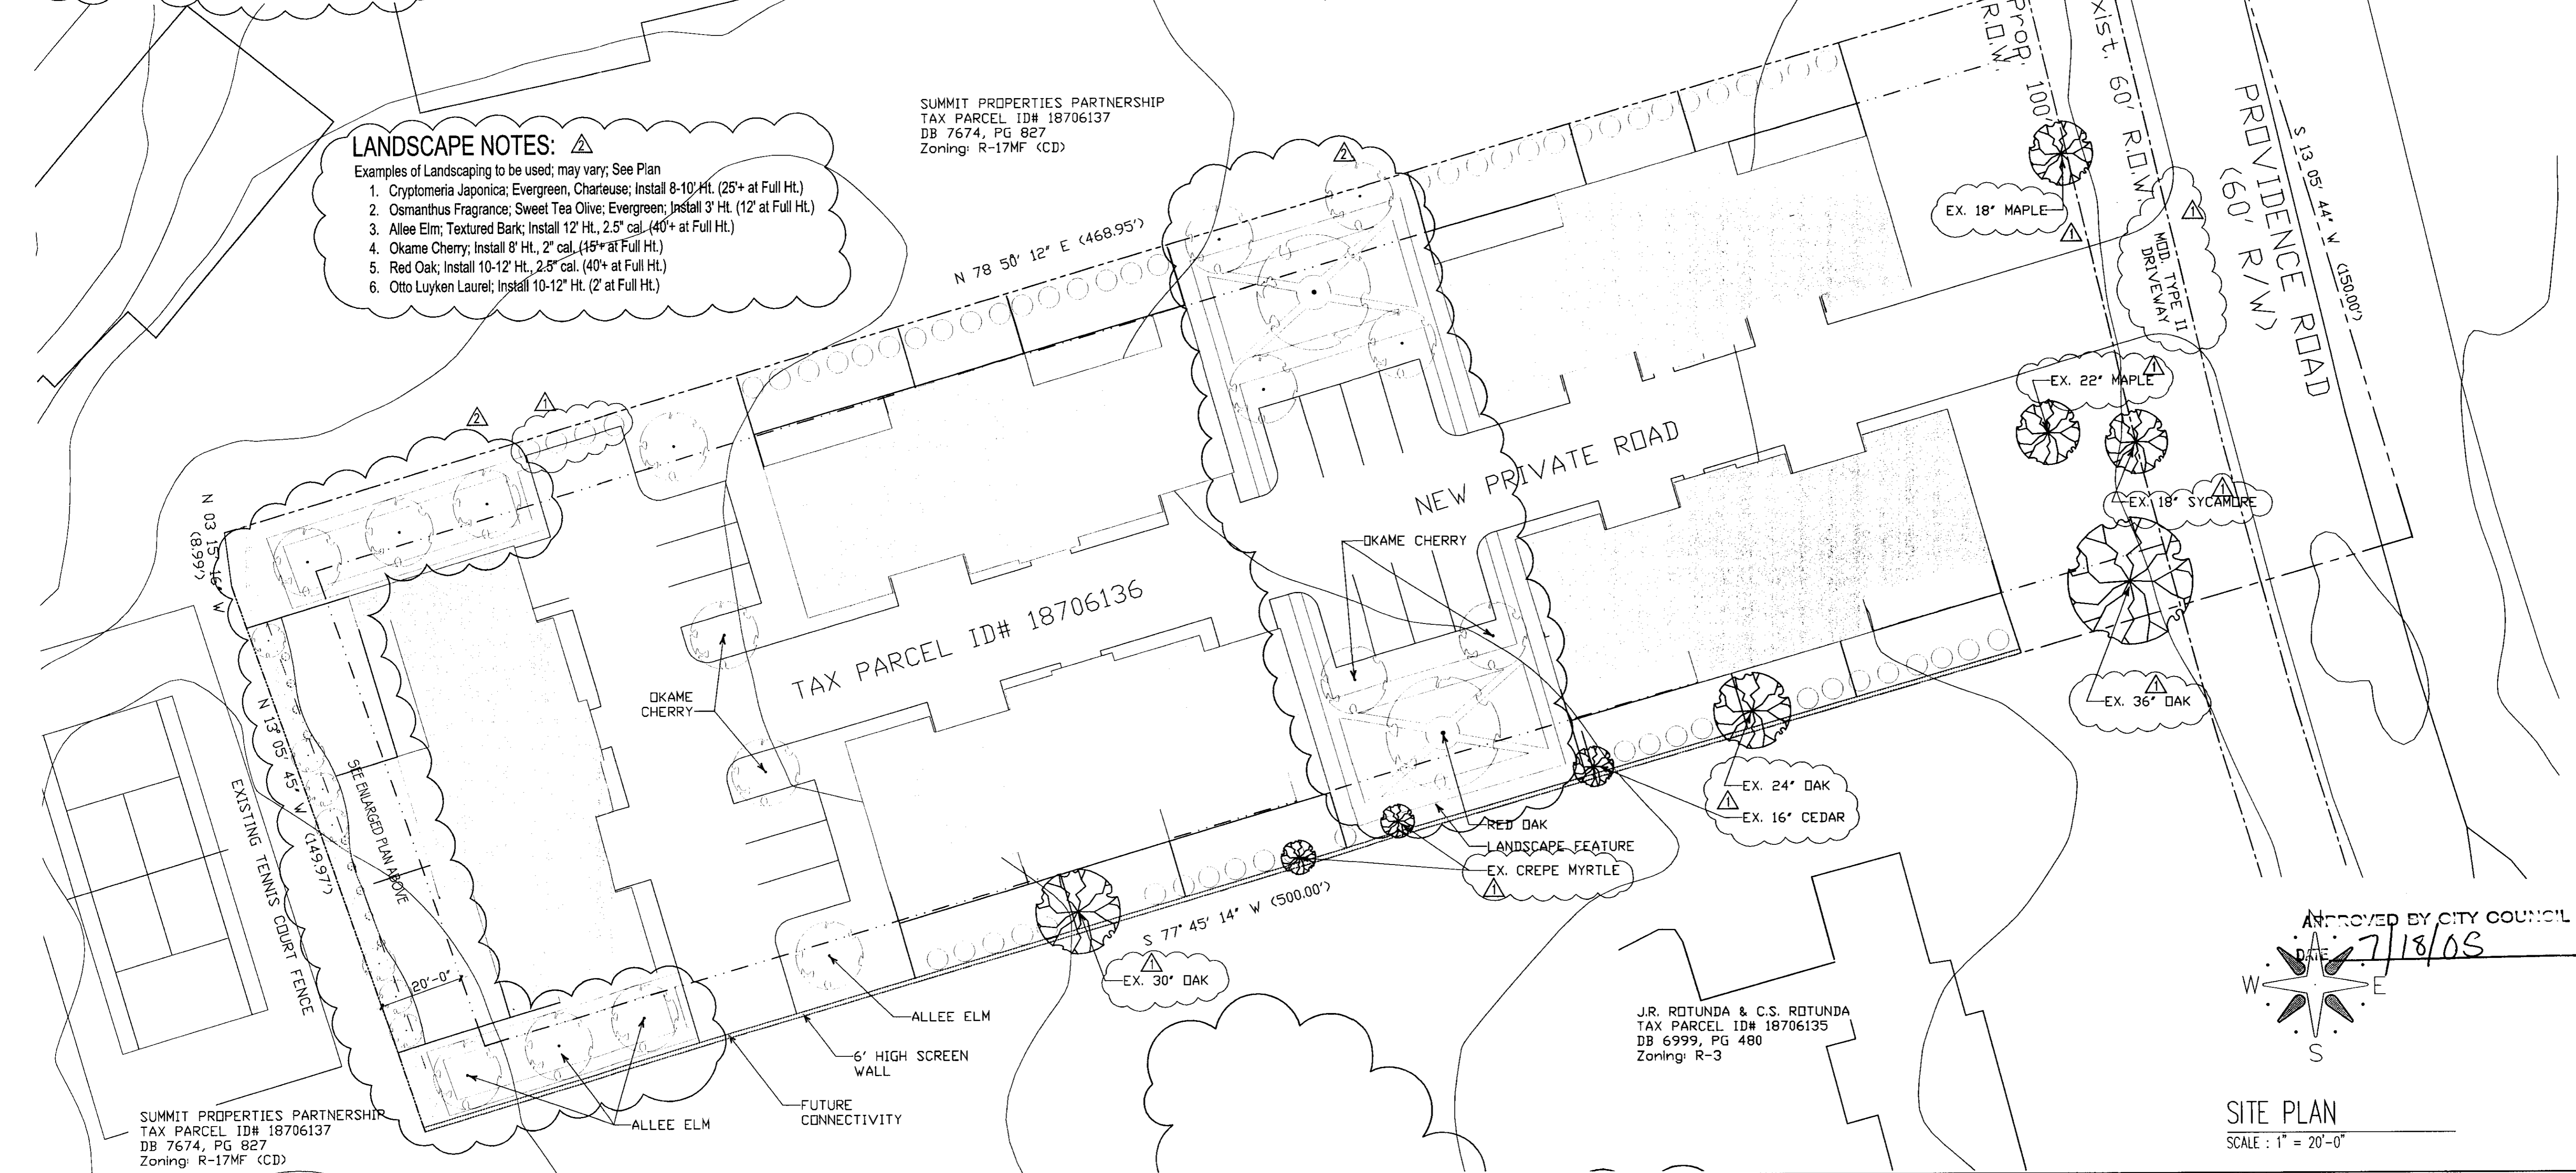 LANDSCAPE NOTES: 2
Examples of Landscaping to be used; may vary; See Plan
1. Cryptomeria Japonica; Evergreen, Charteuse; Install 8-10' Ht. (25'+ at Full Ht.)
2. Osmanthus Fragrance; Sweet Tea Olive; Evergreen; Install 3' Ht. (12' at Full Ht.)
3. Allee Elm; Textured Bark; Install 12' Ht., 2.5" cal. (40'+ at Full Ht.)
4. Okame Cherry; Install 8' Ht., 2" cal. (15'+ at Full Ht.)
5. Red Oak; Install 10-12' Ht., 2.5" cal. (40'+ at Full Ht.)
6. Otto Luyken Laurel; Install 10-12" Ht. (2' at Full Ht.)
SUMMIT PROPERTIES PARTNERSHIP
TAX PARCEL ID# 18706137
DB 7674, PG 827
Zoning: R-17MF (CD)
N 78 50' 12" E (468.95')
2
Prop. 100'
R.O.W.
xist. 60' R.O.W.
PROVIDENCE ROAD
(60' R/W)
S 13 05' 44" W (150.00')
EX. 18" MAPLE
1
MOD. TYPE II
DRIVEWAY
1
EX. 22" MAPLE
1
EX. 18" SYCAMORE
1
EX. 36" OAK
1
2
1
N 03 15' 16" W
(8.99')
NEW PRIVATE ROAD
OKAME CHERRY
TAX PARCEL ID# 18706136
OKAME
CHERRY
N 13° 05' 45" W (149.97')
SEE ENLARGED PLAN ABOVE
EXISTING TENNIS COURT FENCE
20'-0"
EX. 24" OAK
1
EX. 16" CEDAR
RED OAK
LANDSCAPE FEATURE
EX. CREPE MYRTLE
1
S 77° 45' 14" W (500.00')
1
EX. 30" OAK
ALLEE ELM
6' HIGH SCREEN
WALL
FUTURE
CONNECTIVITY
ALLEE ELM
SUMMIT PROPERTIES PARTNERSHIP
TAX PARCEL ID# 18706137
DB 7674, PG 827
Zoning: R-17MF (CD)
J.R. ROTUNDA & C.S. ROTUNDA
TAX PARCEL ID# 18706135
DB 6999, PG 480
Zoning: R-3
APPROVED BY CITY COUNCIL
DATE 7/18/05
N
W
E
S
SITE PLAN
SCALE : 1" = 20'-0"